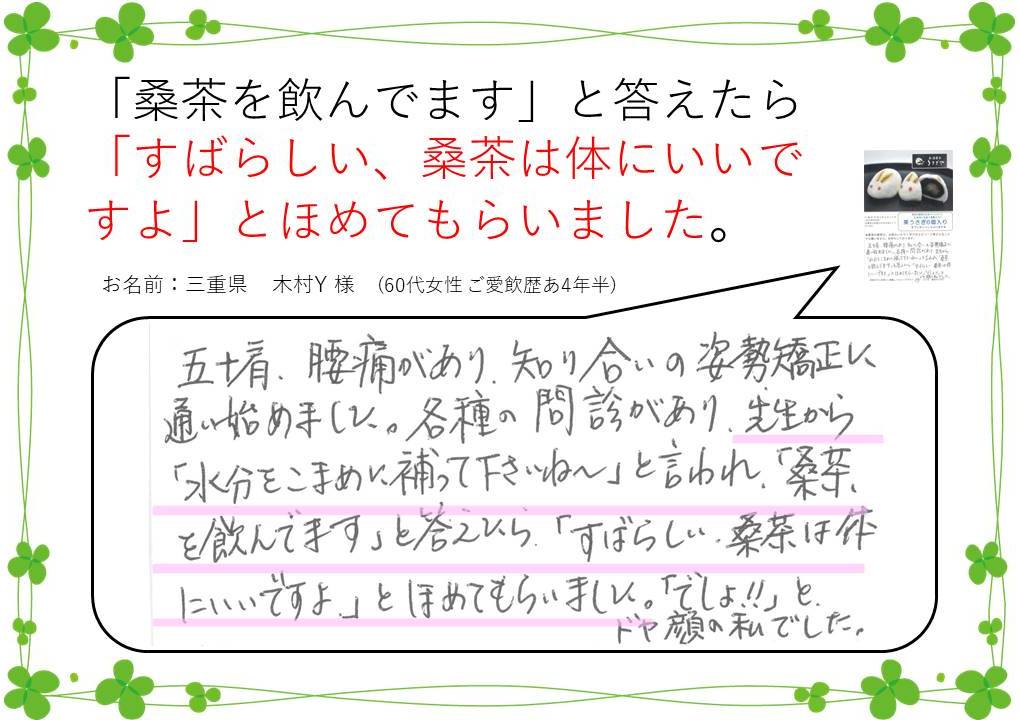 「桑茶を飲んでます」と答えたら
「すばらしい、桑茶は体にいいで
すよ」とほめてもらいました。
お名前：三重県　木村Y 様　(60代女性 ご愛飲歴あ4年半)
五十肩、腰痛があり、知り合いの姿勢矯正に
通い始めました。各種の問診があり、先生から
「水分をこまめに補って下さいね～」と言われ、「桑茶
を飲んでます」と答えたら、「すばらしい、桑茶は体
にいいですよ。」とほめてもらいました。「でしょ!!」と、
ドヤ顔の私でした。